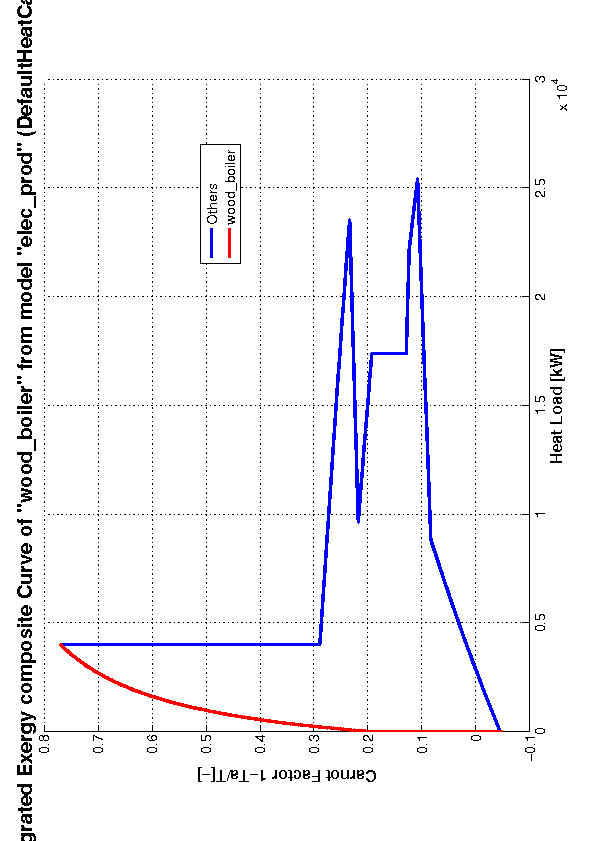 grated Exergy composite Curve of "wood_boiler" from model "elec_prod" (DefaultHeatCa
0.8
0.7
0.6
0.5
0.4
0.3
0.2
0.1
0
−0.1
Carnot Factor 1−Ta/T[−]
Others
wood_boiler
0
0.5
1
1.5
2
2.5
3
x 10⁴
Heat Load [kW]